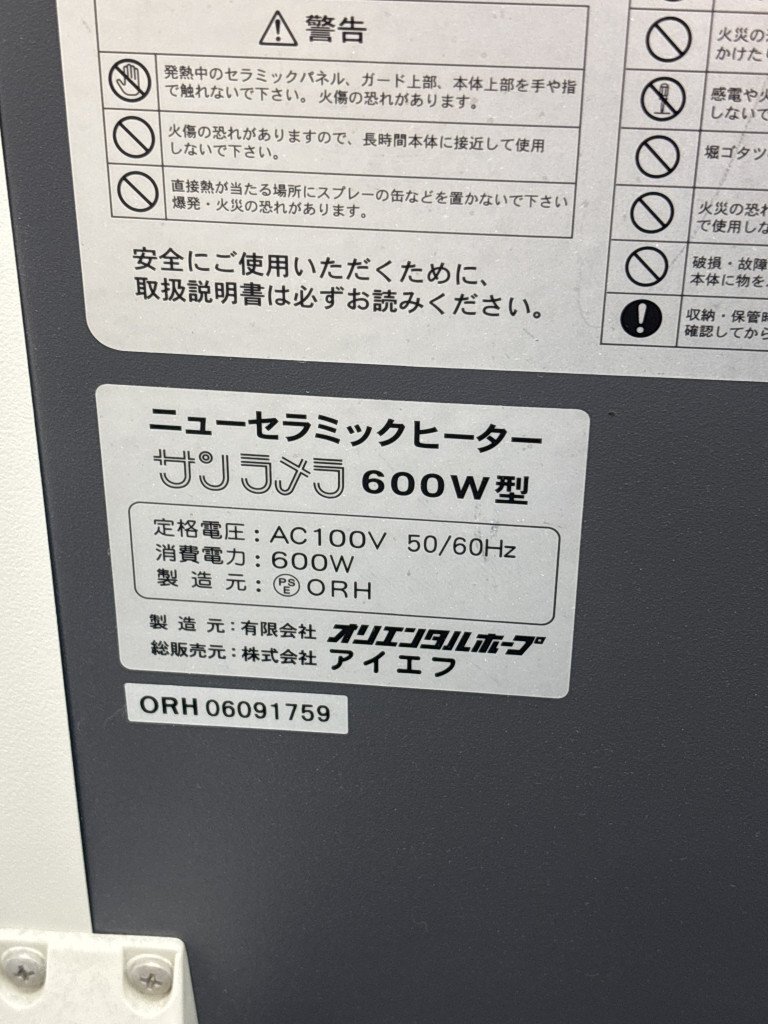 警告
発熱中のセラミックパネル、ガード上部、本体上部を手や指
で触れないで下さい。火傷の恐れがあります。
火傷の恐れがありますので、長時間本体に接近して使用
しないで下さい。
直接熱が当たる場所にスプレーの缶などを置かないで下さい
爆発・火災の恐れがあります。
安全にご使用いただくために、
取扱説明書は必ずお読みください。
火災の
かけた
感電や火
しないで
堀ゴタツ
火災の恐れ
で使用しな
破損・故障
本体に物を
収納・保管時
確認してから
ニューセラミックヒーター
サンラメラ 600W型
定格電圧：AC100V 50/60Hz
消費電力：600W
製造元：PSE ORH
製造元：有限会社 オリエンタルホープ
総販売元：株式会社 アイエフ
ORH 06091759